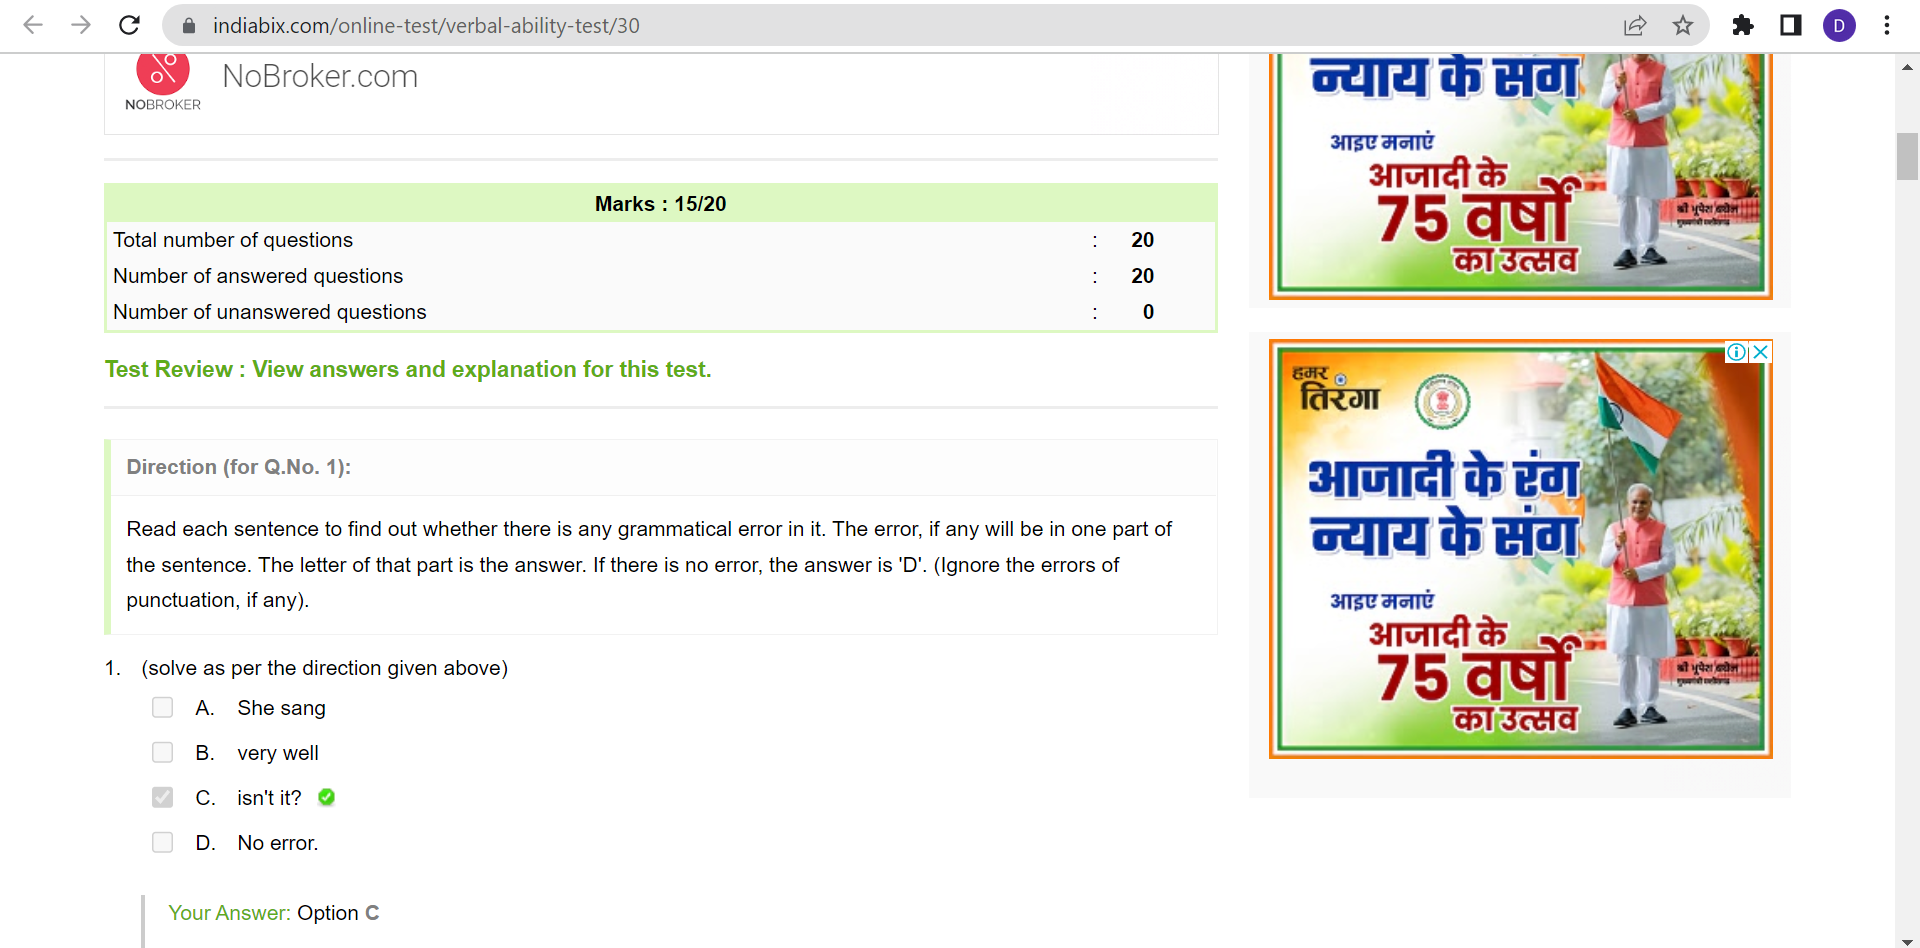 indiabix.com/online-test/verbal-ability-test/30
D
NOBROKER
NoBroker.com
Marks : 15/20
Total number of questions : 20
Number of answered questions : 20
Number of unanswered questions : 0
Test Review : View answers and explanation for this test.
Direction (for Q.No. 1):
Read each sentence to find out whether there is any grammatical error in it. The error, if any will be in one part of
the sentence. The letter of that part is the answer. If there is no error, the answer is 'D'. (Ignore the errors of
punctuation, if any).
1. (solve as per the direction given above)
A. She sang
B. very well
C. isn't it?
D. No error.
Your Answer: Option C
न्याय के संग
आइए मनाएं
आजादी के
75 वर्षों
का उत्सव
श्री भूपेश बघेल
हमर
तिरंगा
आजादी के रंग
न्याय के संग
आइए मनाएं
आजादी के
75 वर्षों
का उत्सव
श्री भूपेश बघेल